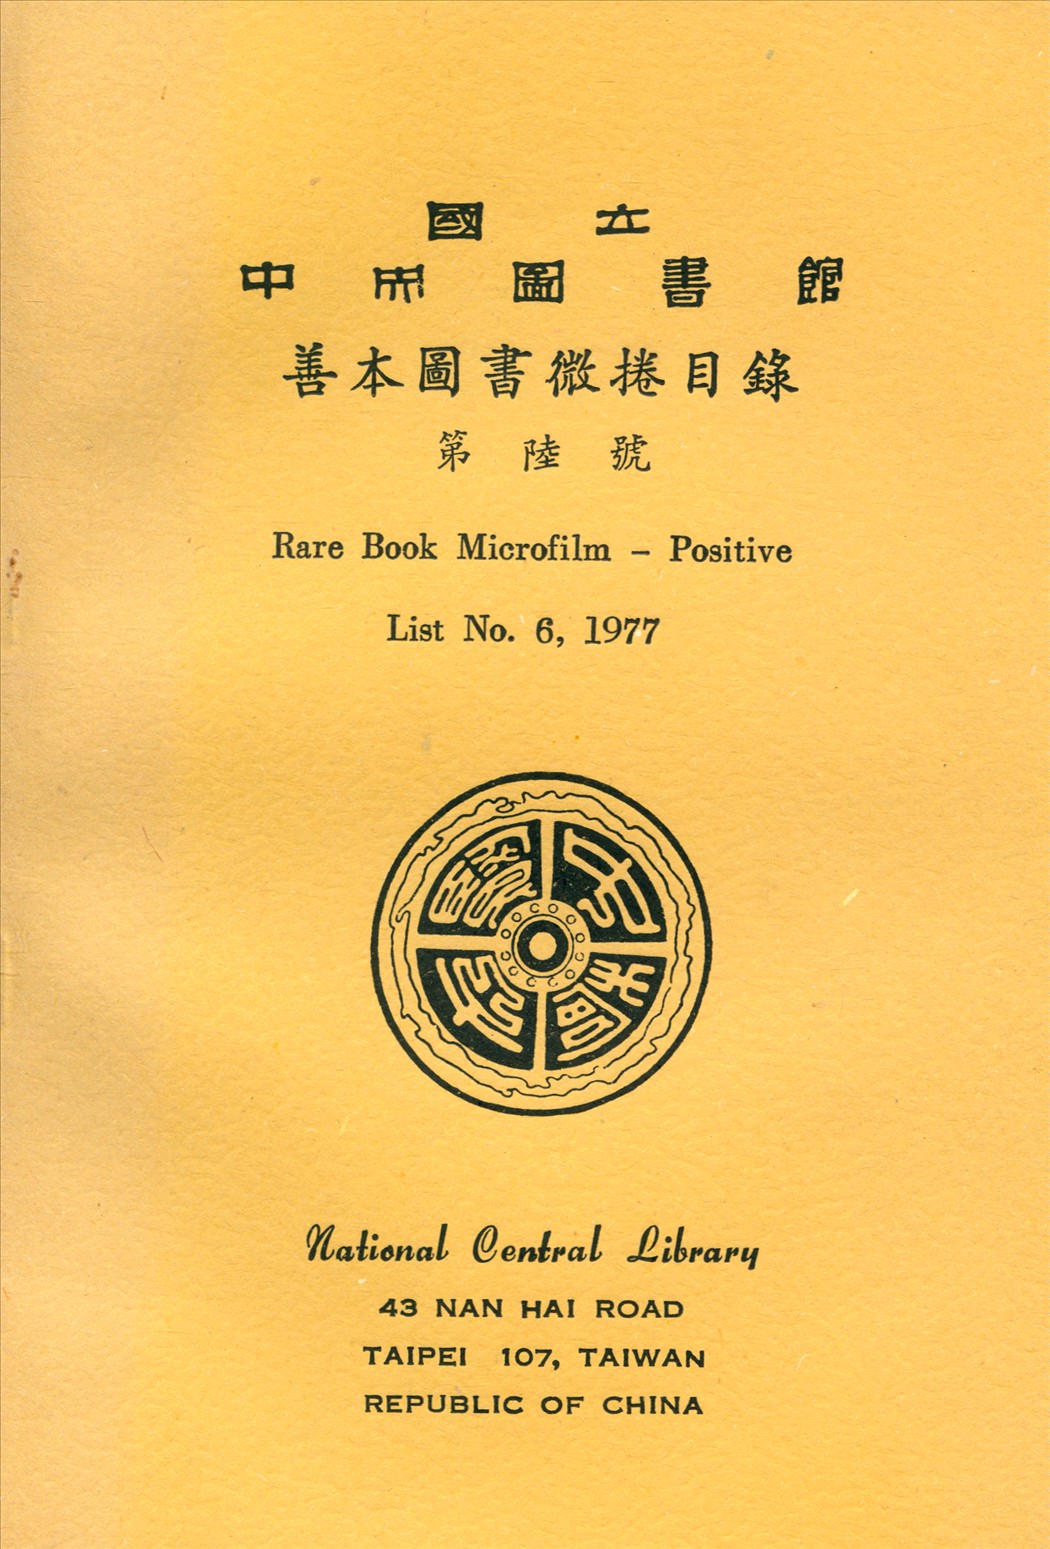 國立
中央圖書館
善本圖書微捲目錄
第陸號
Rare Book Microfilm – Positive
List No. 6, 1977
National Central Library
43 NAN HAI ROAD
TAIPEI 107, TAIWAN
REPUBLIC OF CHINA